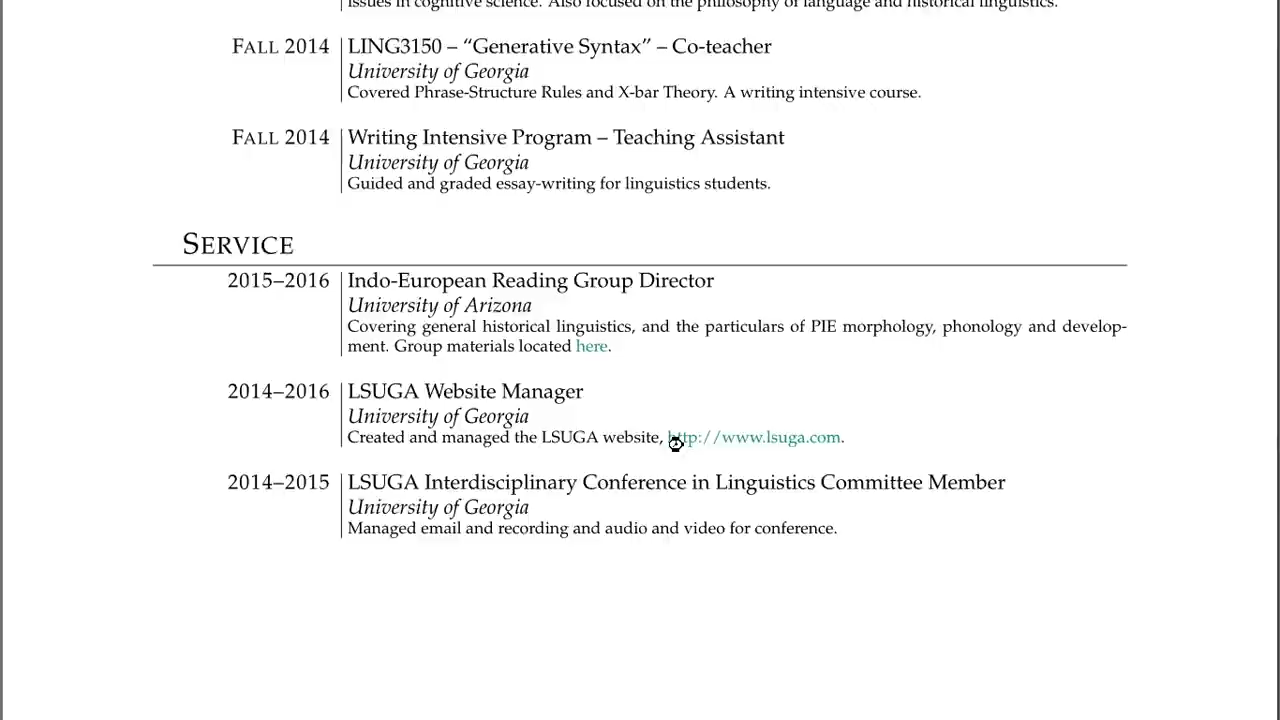 issues in cognitive science. Also focused on the philosophy of language and historical linguistics.
FALL 2014 LING3150 – “Generative Syntax” – Co-teacher
University of Georgia
Covered Phrase-Structure Rules and X-bar Theory. A writing intensive course.
FALL 2014 Writing Intensive Program – Teaching Assistant
University of Georgia
Guided and graded essay-writing for linguistics students.
SERVICE
2015–2016 Indo-European Reading Group Director
University of Arizona
Covering general historical linguistics, and the particulars of PIE morphology, phonology and develop-
ment. Group materials located here.
2014–2016 LSUGA Website Manager
University of Georgia
Created and managed the LSUGA website, http://www.lsuga.com.
2014–2015 LSUGA Interdisciplinary Conference in Linguistics Committee Member
University of Georgia
Managed email and recording and audio and video for conference.